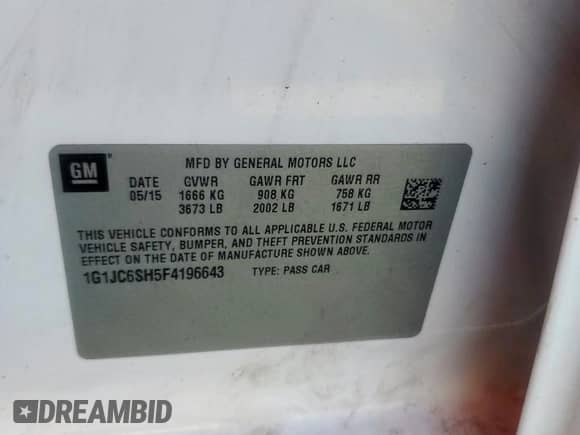 GM
MFD BY GENERAL MOTORS LLC
DATE GVWR GAWR FRT GAWR RR
05/15 1666 KG 908 KG 758 KG
3673 LB 2002 LB 1671 LB
THIS VEHICLE CONFORMS TO ALL APPLICABLE U.S. FEDERAL MOTOR
VEHICLE SAFETY, BUMPER, AND THEFT PREVENTION STANDARDS IN
EFFECT ON THE DATE OF MANUFACTURE SHOWN ABOVE.
1G1JC6SH5F4196643 TYPE: PASS CAR
DREAMBID